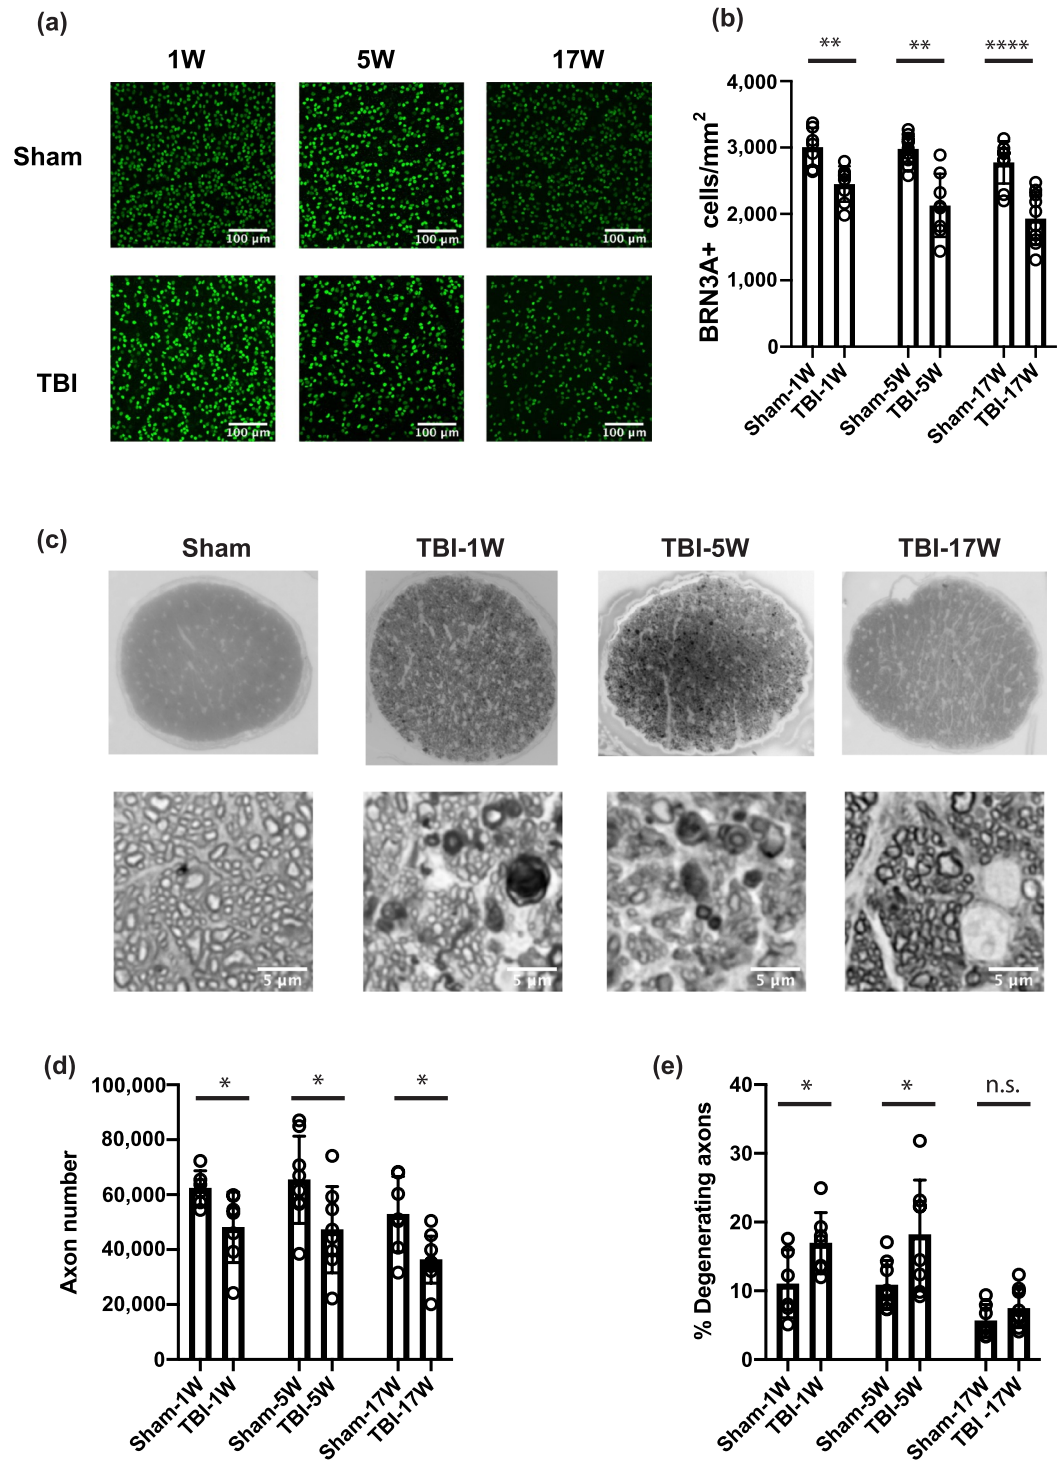 (a)
1W 5W 17W
Sham
100 µm 100 µm 100 µm
TBI
100 µm 100 µm 100 µm
(b)
** ** ****
BRN3A+ cells/mm2
4,000
3,000
2,000
1,000
0
Sham-1W TBI-1W Sham-5W TBI-5W Sham-17W TBI-17W
(c)
Sham TBI-1W TBI-5W TBI-17W
5 µm 5 µm 5 µm 5 µm
(d)
* * *
Axon number
100,000
80,000
60,000
40,000
20,000
0
Sham-1W TBI-1W Sham-5W TBI-5W Sham-17W TBI-17W
(e)
* * n.s.
% Degenerating axons
40
30
20
10
0
Sham-1W TBI-1W Sham-5W TBI-5W Sham-17W TBI -17W